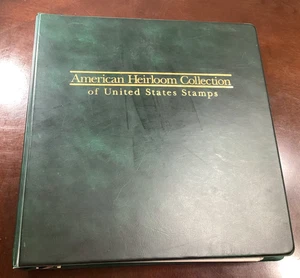 American Heirloom Collection
of United States Stamps